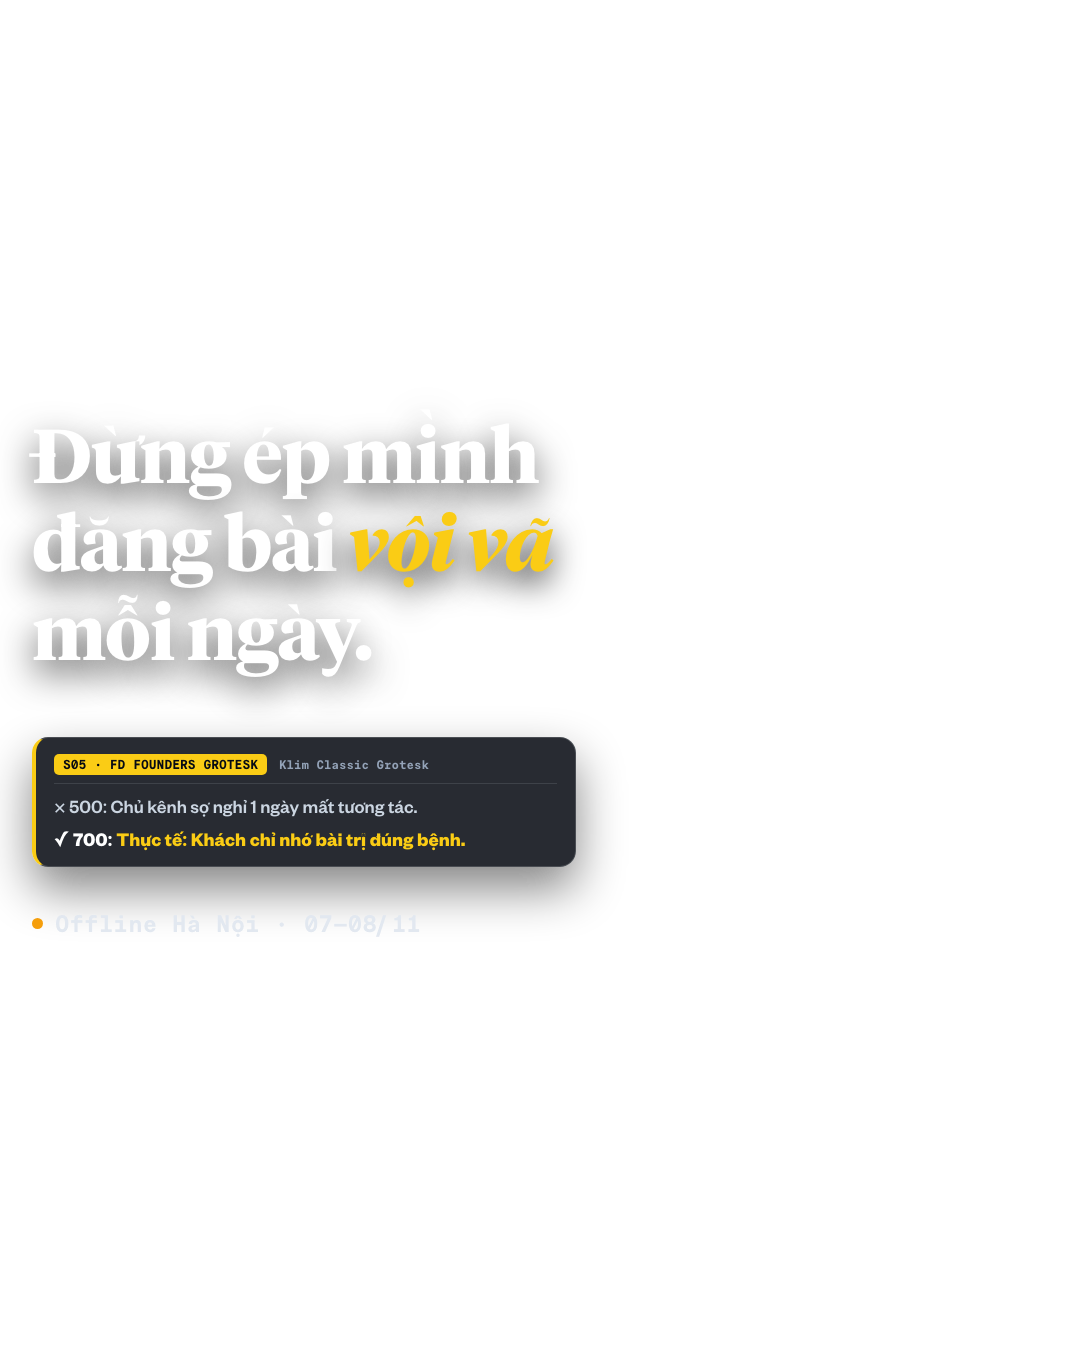 Đừng ép mình
đăng bài vội vã
mỗi ngày.
S05 · FD FOUNDERS GROTESK Klim Classic Grotesk
× 500: Chủ kênh sợ nghỉ 1 ngày mất tương tác.
✓ 700: Thực tế: Khách chỉ nhớ bài trị dúng bệnh.
Offline Hà Nội · 07–08/11